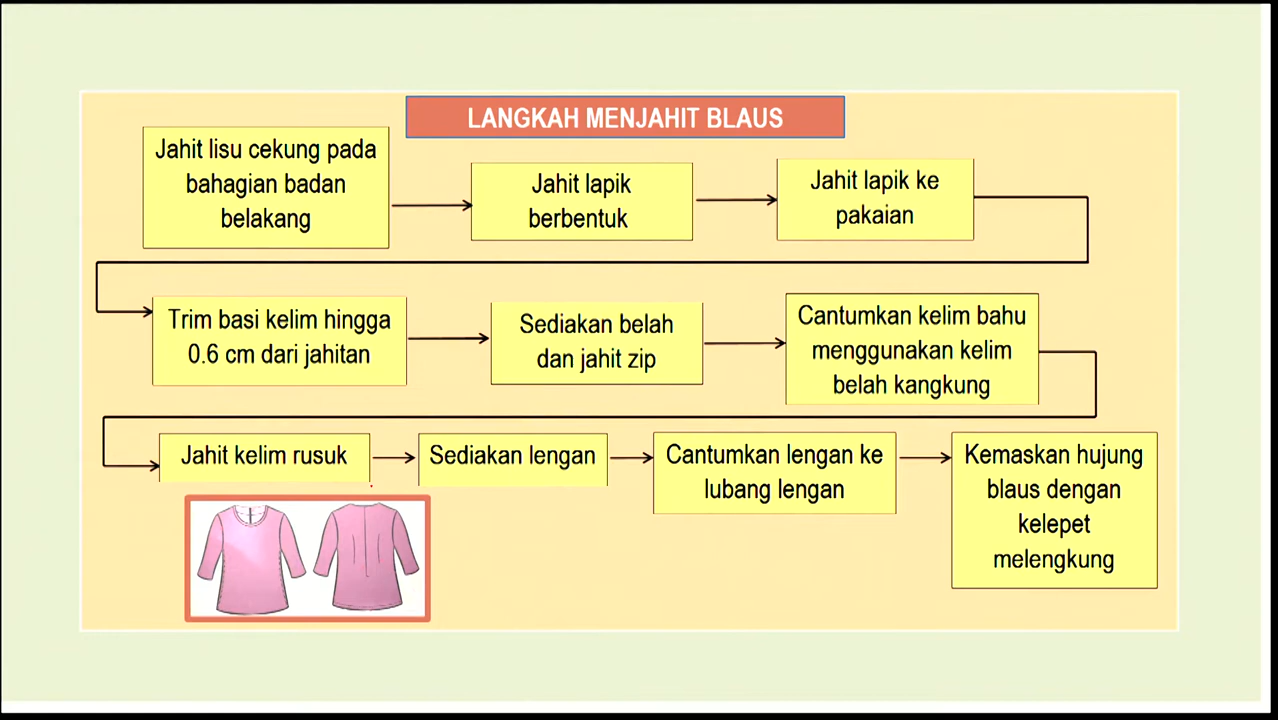 LANGKAH MENJAHIT BLAUS
Jahit lisu cekung pada
bahagian badan
belakang
Jahit lapik
berbentuk
Jahit lapik ke
pakaian
Trim basi kelim hingga
0.6 cm dari jahitan
Sediakan belah
dan jahit zip
Cantumkan kelim bahu
menggunakan kelim
belah kangkung
Jahit kelim rusuk
Sediakan lengan
Cantumkan lengan ke
lubang lengan
Kemaskan hujung
blaus dengan
kelepet
melengkung